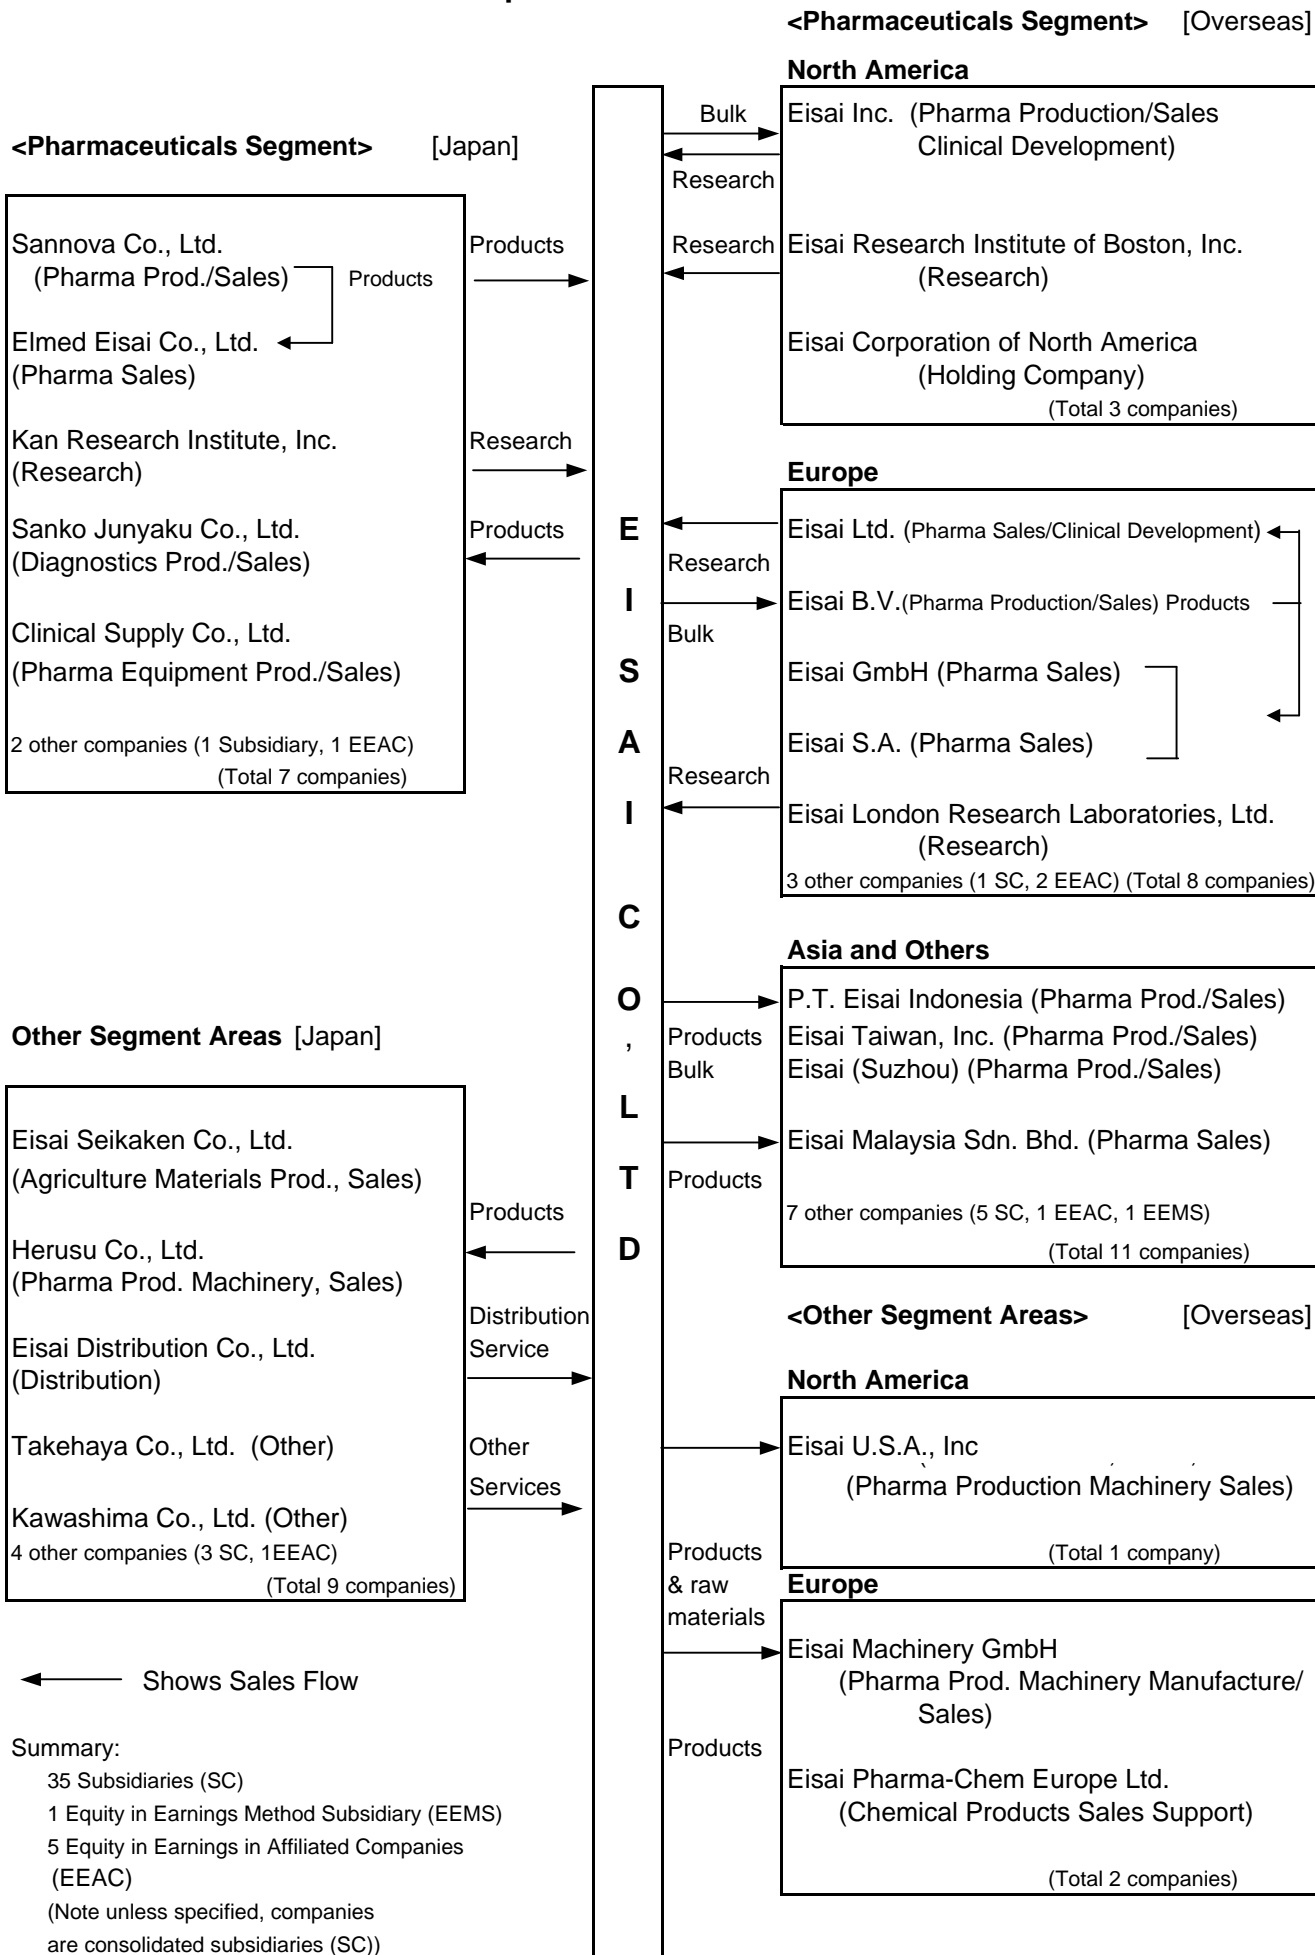 <Pharmaceuticals Segment> [Japan]
Sannova Co., Ltd.
(Pharma Prod./Sales)
Products
Elmed Eisai Co., Ltd.
(Pharma Sales)
Kan Research Institute, Inc.
(Research)
Sanko Junyaku Co., Ltd.
(Diagnostics Prod./Sales)
Clinical Supply Co., Ltd.
(Pharma Equipment Prod./Sales)
2 other companies (1 Subsidiary, 1 EEAC)
(Total 7 companies)
Products
Research
Products
Other Segment Areas [Japan]
Eisai Seikaken Co., Ltd.
(Agriculture Materials Prod., Sales)
Herusu Co., Ltd.
(Pharma Prod. Machinery, Sales)
Eisai Distribution Co., Ltd.
(Distribution)
Takehaya Co., Ltd. (Other)
Kawashima Co., Ltd. (Other)
4 other companies (3 SC, 1EEAC)
(Total 9 companies)
Products
Distribution
Service
Other
Services
Shows Sales Flow
Summary:
35 Subsidiaries (SC)
1 Equity in Earnings Method Subsidiary (EEMS)
5 Equity in Earnings in Affiliated Companies
(EEAC)
(Note unless specified, companies
are consolidated subsidiaries (SC))
E
I
S
A
I
C
O
,
L
T
D
<Pharmaceuticals Segment> [Overseas]
North America
Bulk
Research
Eisai Inc. (Pharma Production/Sales
Clinical Development)
Research
Eisai Research Institute of Boston, Inc.
(Research)
Eisai Corporation of North America
(Holding Company)
(Total 3 companies)
Europe
Research
Eisai Ltd. (Pharma Sales/Clinical Development)
Bulk
Eisai B.V.(Pharma Production/Sales) Products
Eisai GmbH (Pharma Sales)
Eisai S.A. (Pharma Sales)
Research
Eisai London Research Laboratories, Ltd.
(Research)
3 other companies (1 SC, 2 EEAC) (Total 8 companies)
Asia and Others
Products
Bulk
P.T. Eisai Indonesia (Pharma Prod./Sales)
Eisai Taiwan, Inc. (Pharma Prod./Sales)
Eisai (Suzhou) (Pharma Prod./Sales)
Products
Eisai Malaysia Sdn. Bhd. (Pharma Sales)
7 other companies (5 SC, 1 EEAC, 1 EEMS)
(Total 11 companies)
<Other Segment Areas> [Overseas]
North America
Eisai U.S.A., Inc
(Pharma Production Machinery Sales)
(Total 1 company)
Products
& raw
materials
Europe
Eisai Machinery GmbH
(Pharma Prod. Machinery Manufacture/
Sales)
Products
Eisai Pharma-Chem Europe Ltd.
(Chemical Products Sales Support)
(Total 2 companies)